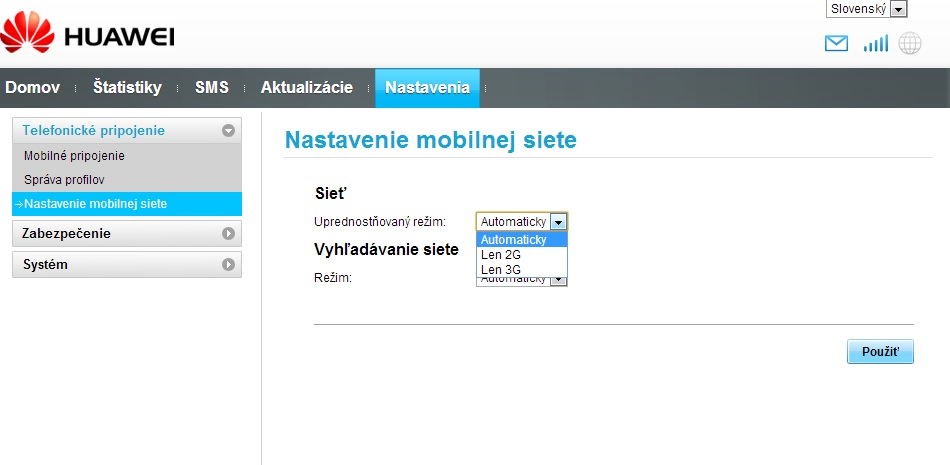 Slovenský
HUAWEI
Domov Štatistiky SMS Aktualizácie Nastavenia
Telefonické pripojenie
Mobilné pripojenie
Správa profilov
Nastavenie mobilnej siete
Zabezpečenie
Systém
Nastavenie mobilnej siete
Sieť
Uprednostňovaný režim: Automaticky
Automaticky
Len 2G
Len 3G
Vyhľadávanie siete
Režim: Automaticky
Použiť